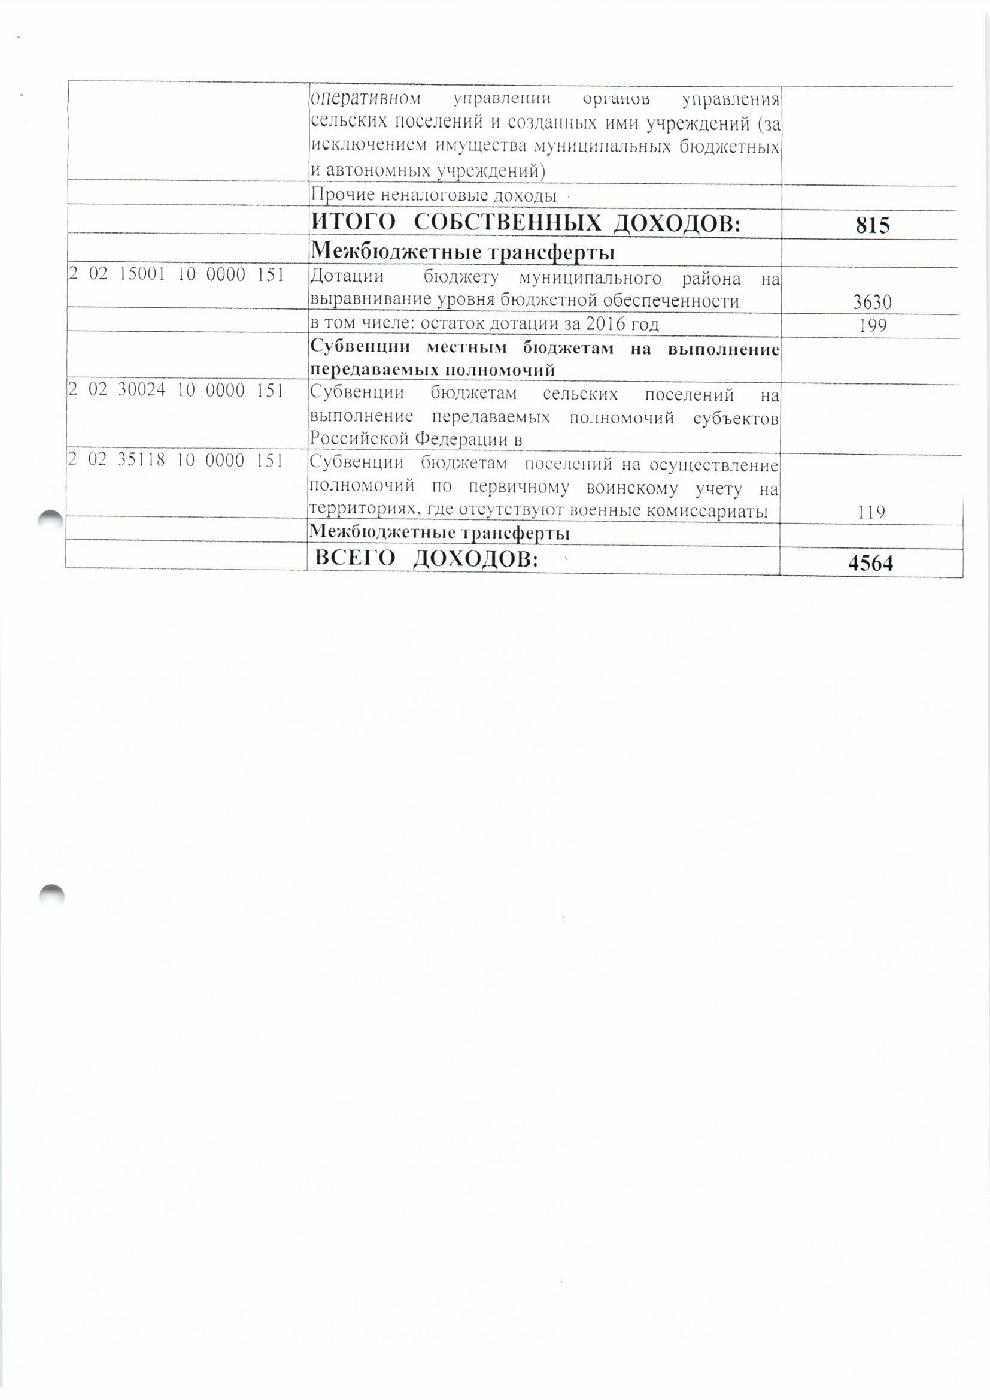 оперативном управлении органов управления
сельских поселений и созданных ими учреждений (за
исключением имущества муниципальных бюджетных
и автономных учреждений)
Прочие неналоговые доходы
ИТОГО СОБСТВЕННЫХ ДОХОДОВ: 815
Межбюджетные трансферты
2 02 15001 10 0000 151 Дотации бюджету муниципального района на
выравнивание уровня бюджетной обеспеченности 3630
в том числе: остаток дотации за 2016 год 199
Субвенции местным бюджетам на выполнение
передаваемых полномочий
2 02 30024 10 0000 151 Субвенции бюджетам сельских поселений на
выполнение передаваемых полномочий субъектов
Российской Федерации в
2 02 35118 10 0000 151 Субвенции бюджетам поселений на осуществление
полномочий по первичному воинскому учету на
территориях, где отсутствуют военные комиссариаты 119
Межбюджетные трансферты
ВСЕГО ДОХОДОВ: 4564